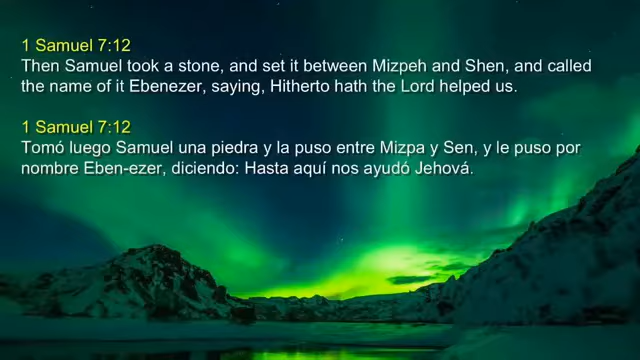 1 Samuel 7:12
Then Samuel took a stone, and set it between Mizpeh and Shen, and called
the name of it Ebenezer, saying, Hitherto hath the Lord helped us.
1 Samuel 7:12
Tomó luego Samuel una piedra y la puso entre Mizpa y Sen, y le puso por
nombre Eben-ezer, diciendo: Hasta aquí nos ayudó Jehová.